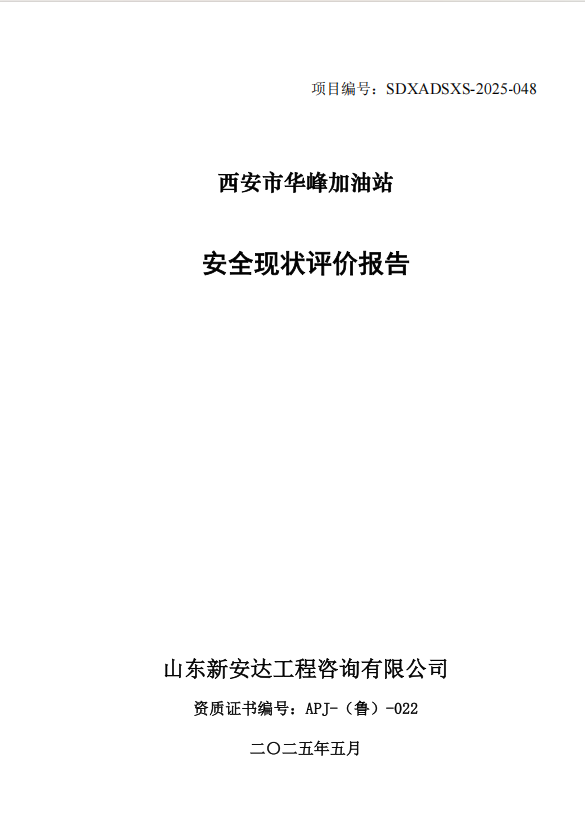 项目编号：SDXADSXS-2025-048
西安市华峰加油站
安全现状评价报告
山东新安达工程咨询有限公司
资质证书编号：APJ-（鲁）-022
二〇二五年五月